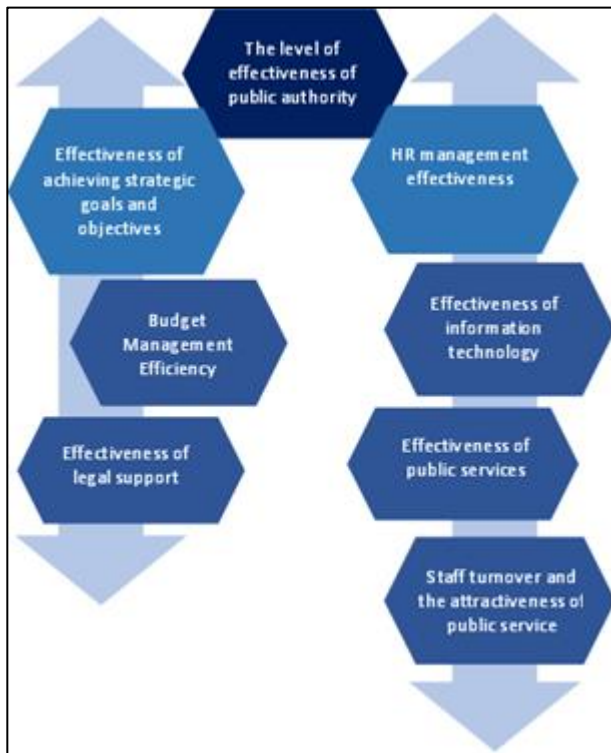 The level of
effectiveness of
public authority
Effectiveness of
achieving strategic
goals and
objectives
HR management
effectiveness
Budget
Management
Efficiency
Effectiveness of
information
technology
Effectiveness of
legal support
Effectiveness of
public services
Staff turnover and
the attractiveness of
public service